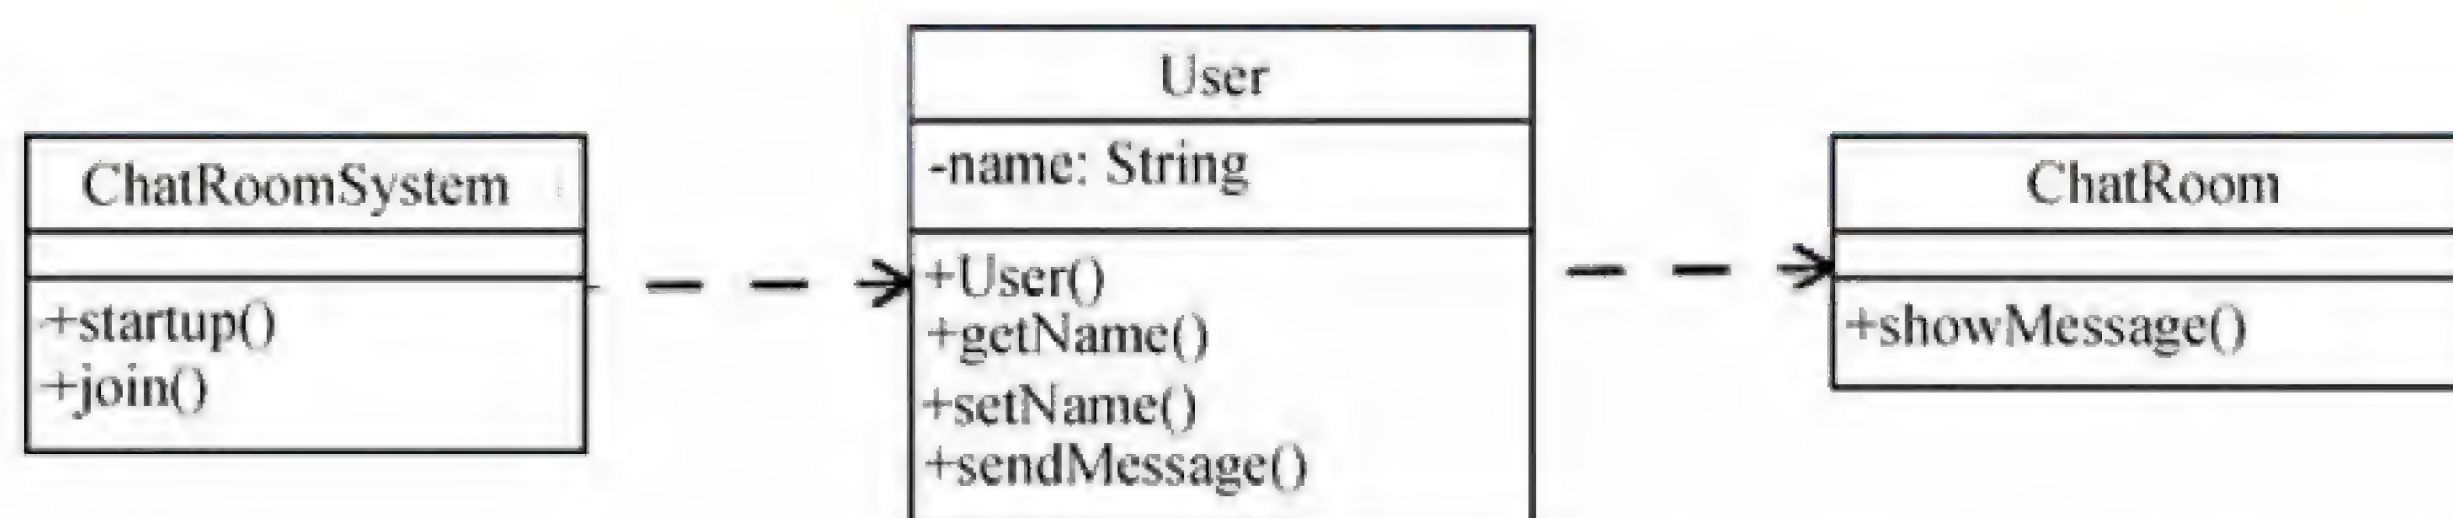 ChatRoomSystem
+startup()
+join()
User
-name: String
+User()
+getName()
+setName()
+sendMessage()
ChatRoom
+showMessage()